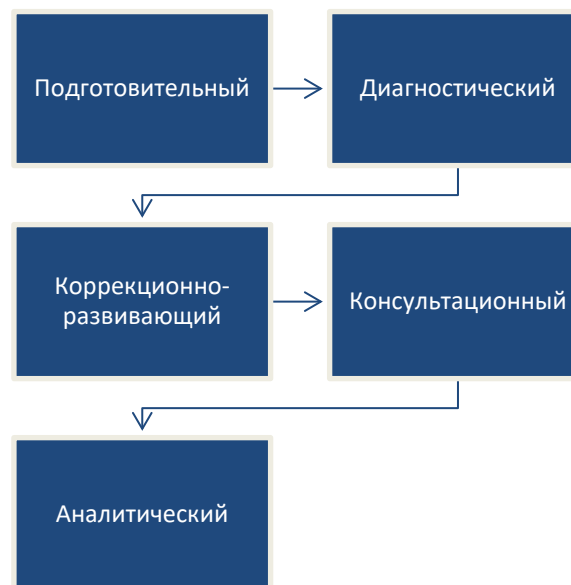 Подготовительный
Диагностический
Коррекционно-
развивающий
Консультационный
Аналитический